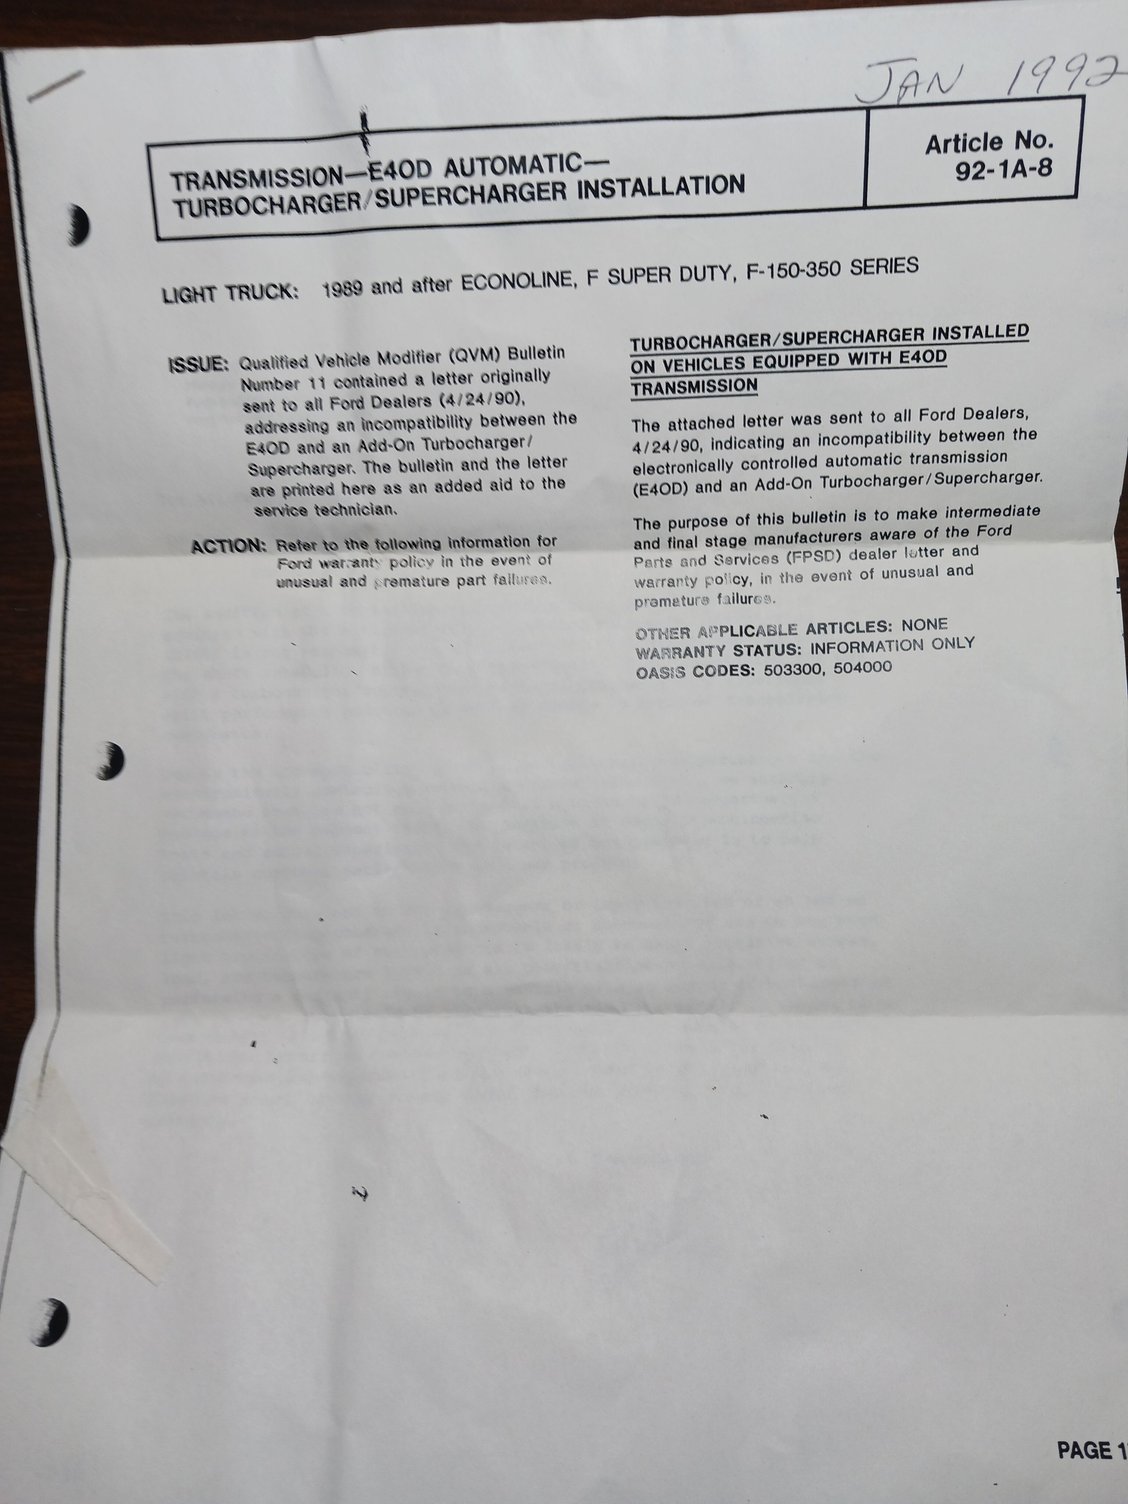 JAN 1992
TRANSMISSION—E4OD AUTOMATIC—
TURBOCHARGER/SUPERCHARGER INSTALLATION
Article No.
92-1A-8
LIGHT TRUCK: 1989 and after ECONOLINE, F SUPER DUTY, F-150-350 SERIES
ISSUE: Qualified Vehicle Modifier (QVM) Bulletin
Number 11 contained a letter originally
sent to all Ford Dealers (4/24/90),
addressing an incompatibility between the
E4OD and an Add-On Turbocharger/
Supercharger. The bulletin and the letter
are printed here as an added aid to the
service technician.
ACTION: Refer to the following information for
Ford warranty policy in the event of
unusual and premature part failures.
TURBOCHARGER/SUPERCHARGER INSTALLED
ON VEHICLES EQUIPPED WITH E4OD
TRANSMISSION
The attached letter was sent to all Ford Dealers,
4/24/90, indicating an incompatibility between the
electronically controlled automatic transmission
(E4OD) and an Add-On Turbocharger/Supercharger.
The purpose of this bulletin is to make intermediate
and final stage manufacturers aware of the Ford
Parts and Services (FPSD) dealer letter and
warranty policy, in the event of unusual and
premature failures.
OTHER APPLICABLE ARTICLES: NONE
WARRANTY STATUS: INFORMATION ONLY
OASIS CODES: 503300, 504000
PAGE 1